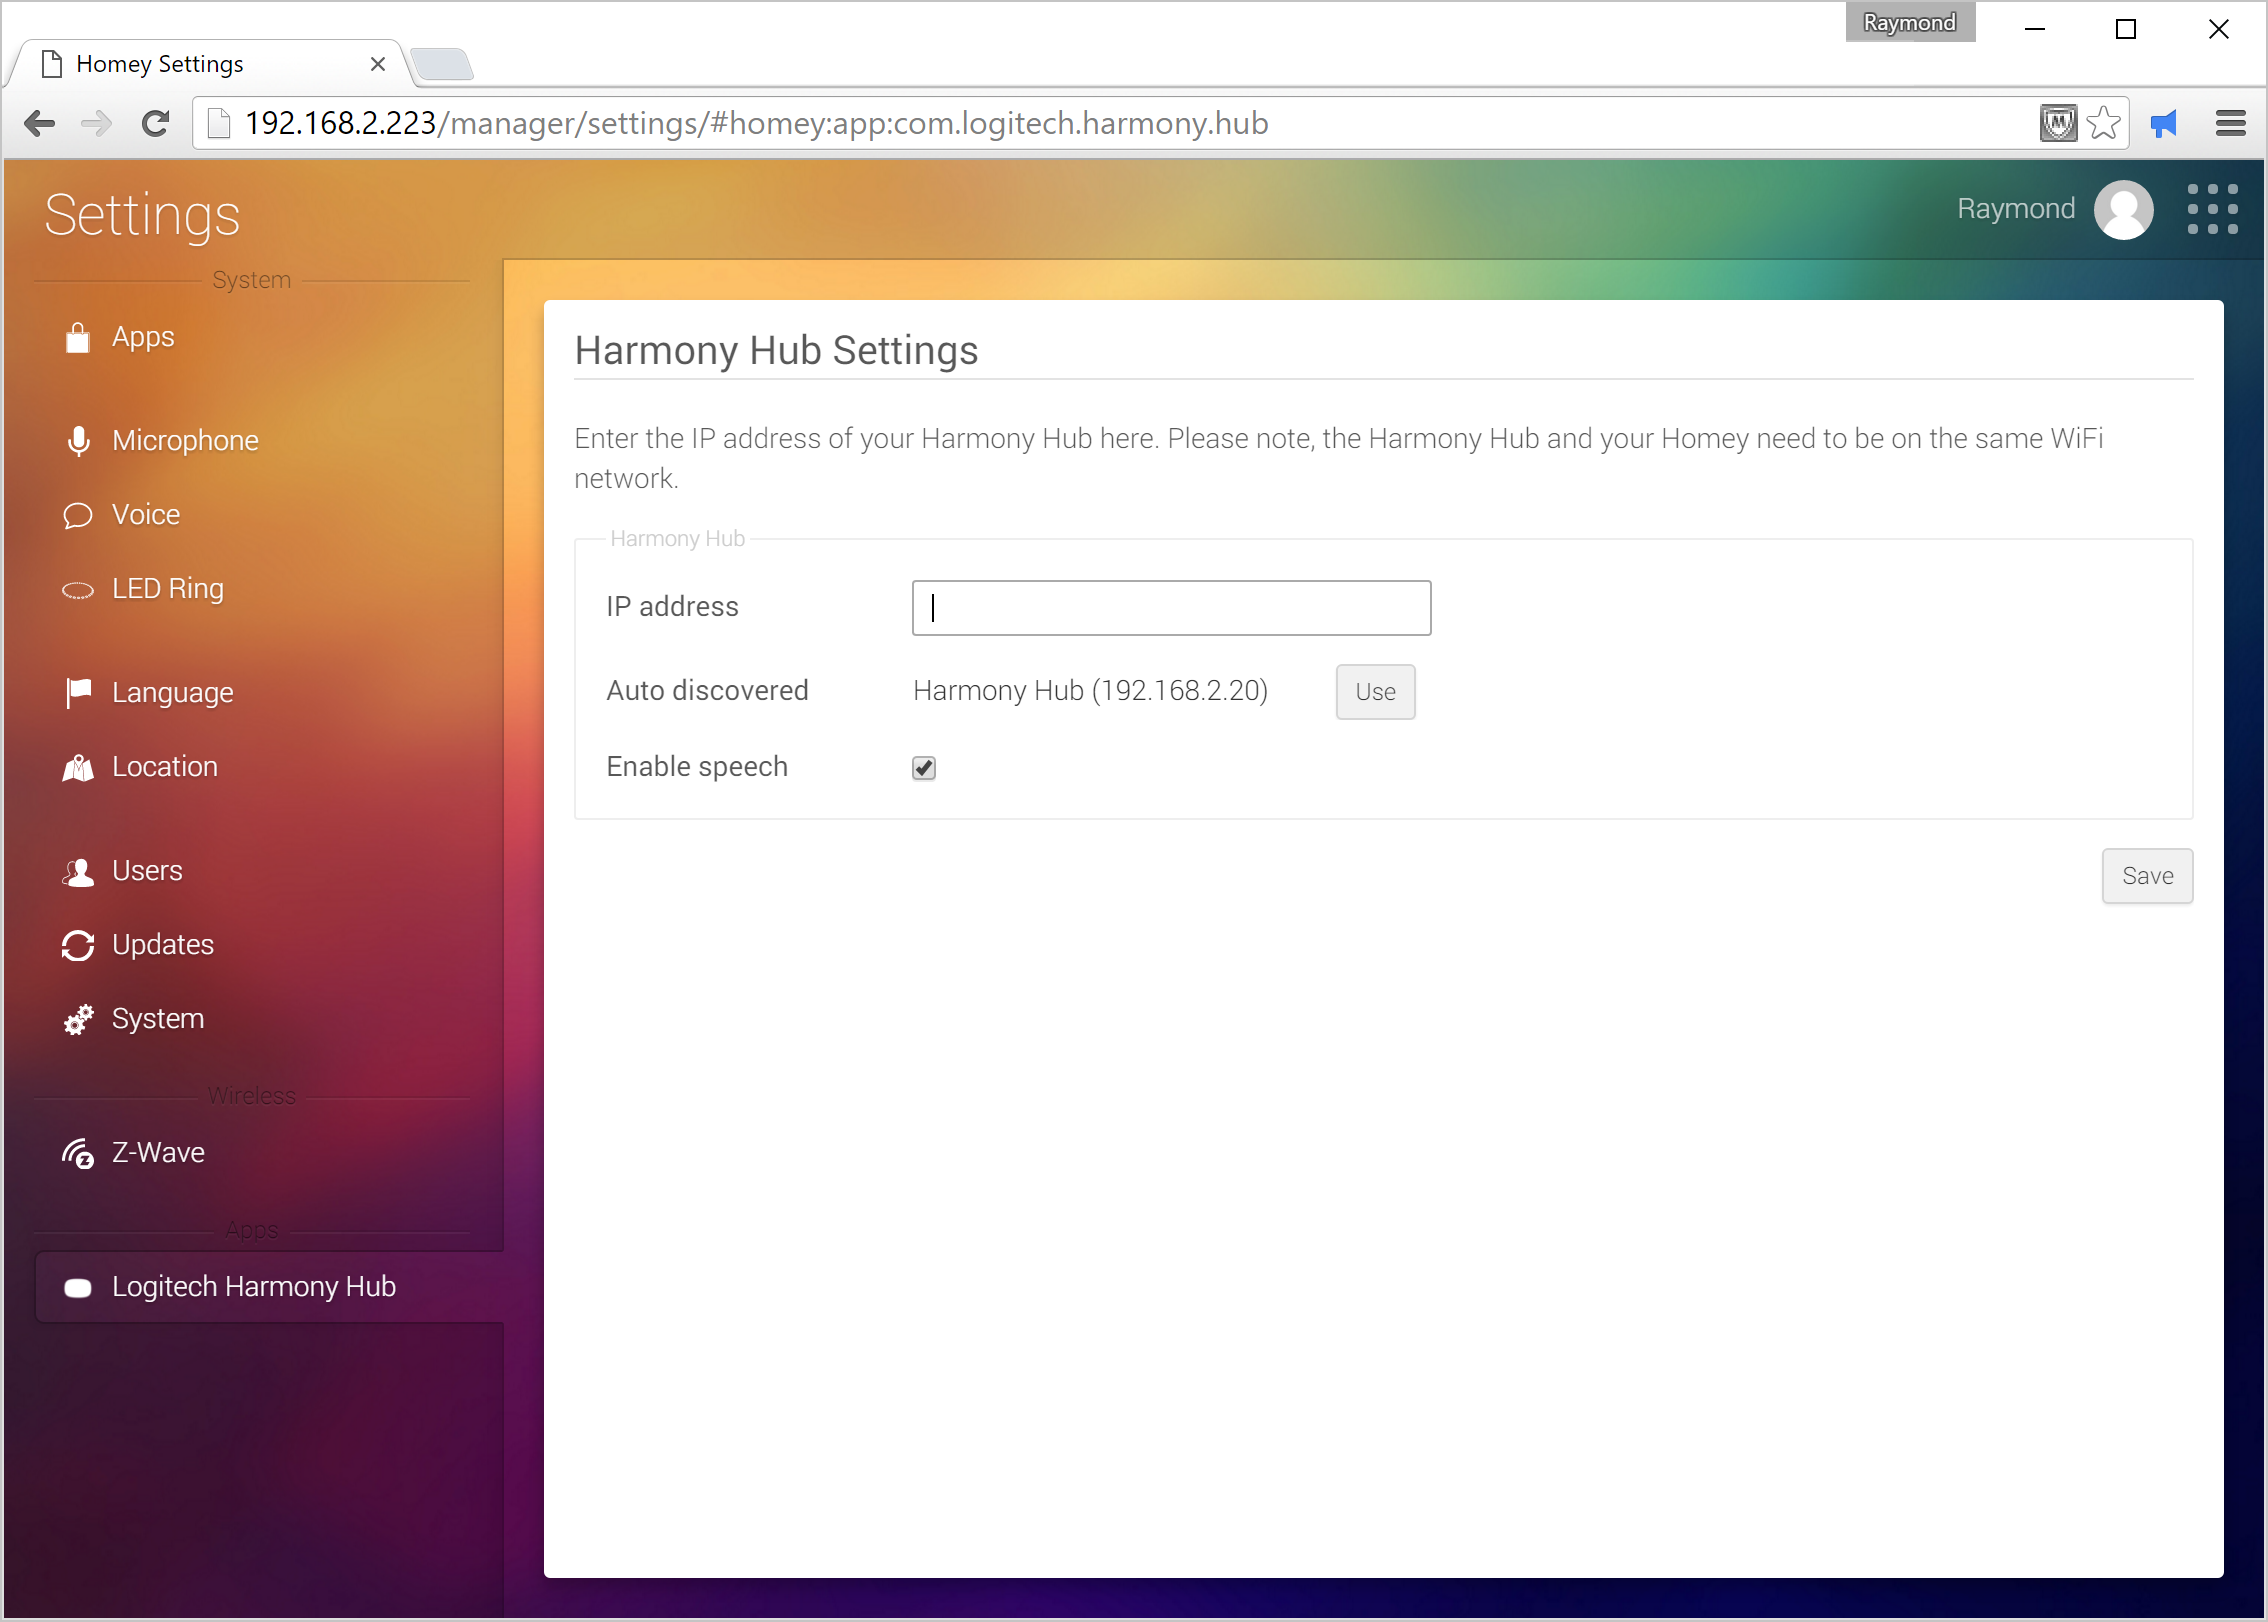 Raymond
Homey Settings
192.168.2.223/manager/settings/#homey:app:com.logitech.harmony.hub
Settings
Raymond
System
Apps
Microphone
Voice
LED Ring
Language
Location
Users
Updates
System
Wireless
Z-Wave
Apps
Logitech Harmony Hub
Harmony Hub Settings
Enter the IP address of your Harmony Hub here. Please note, the Harmony Hub and your Homey need to be on the same WiFi
network.
Harmony Hub
IP address
Auto discovered Harmony Hub (192.168.2.20) Use
Enable speech
Save